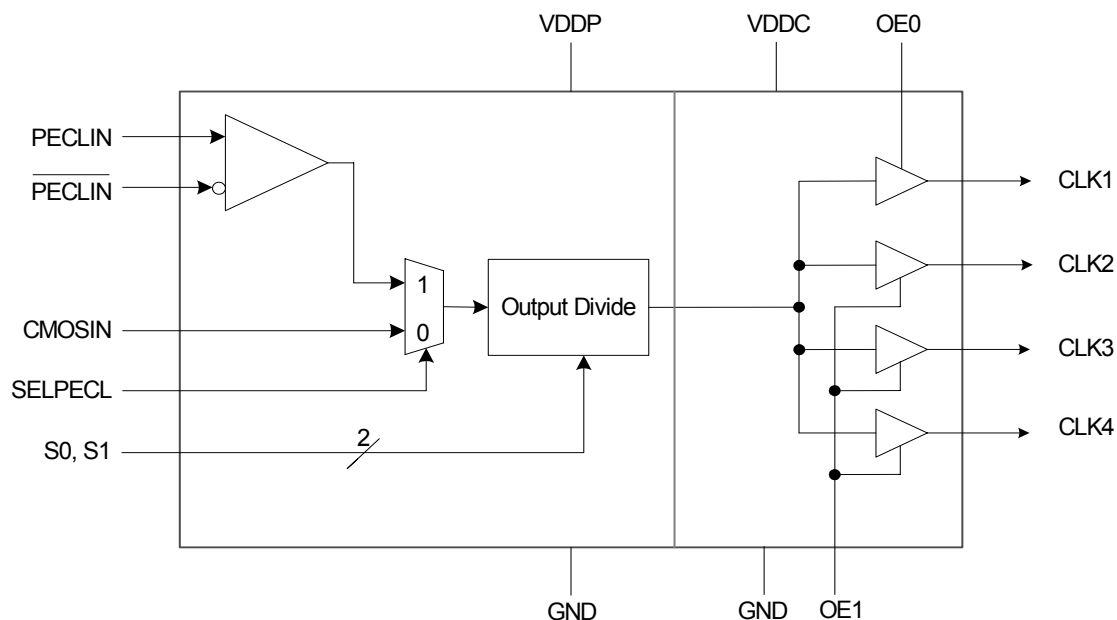 VDDP
VDDC
OE0
PECLIN
PECLIN
CLK1
CLK2
1
Output Divide
CMOSIN
0
CLK3
SELPECL
2
S0, S1
CLK4
GND
GND
OE1